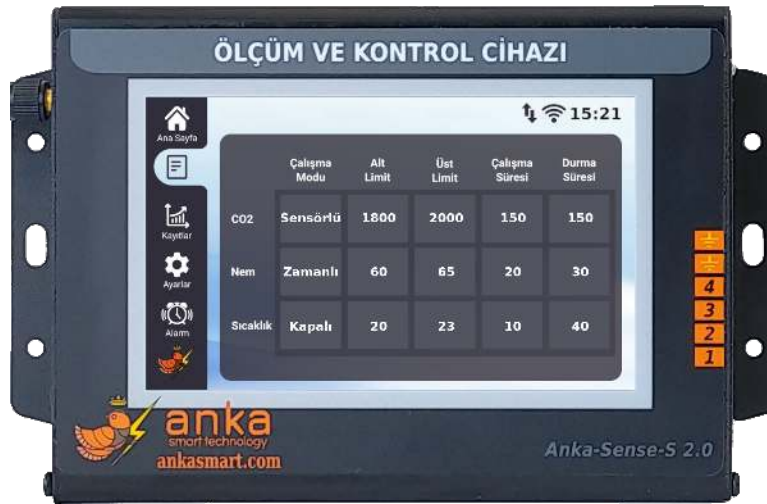 ÖLÇÜM VE KONTROL CİHAZI
15:21
Ana Sayfa
Kayıtlar
Ayarlar
Alarm
Çalışma Modu
Alt Limit
Üst Limit
Çalışma Süresi
Durma Süresi
CO2 Sensörlü 1800 2000 150 150
Nem Zamanlı 60 65 20 30
Sıcaklık Kapalı 20 23 10 40
4
3
2
1
anka
smart technology
ankasmart.com
Anka-Sense-S 2.0